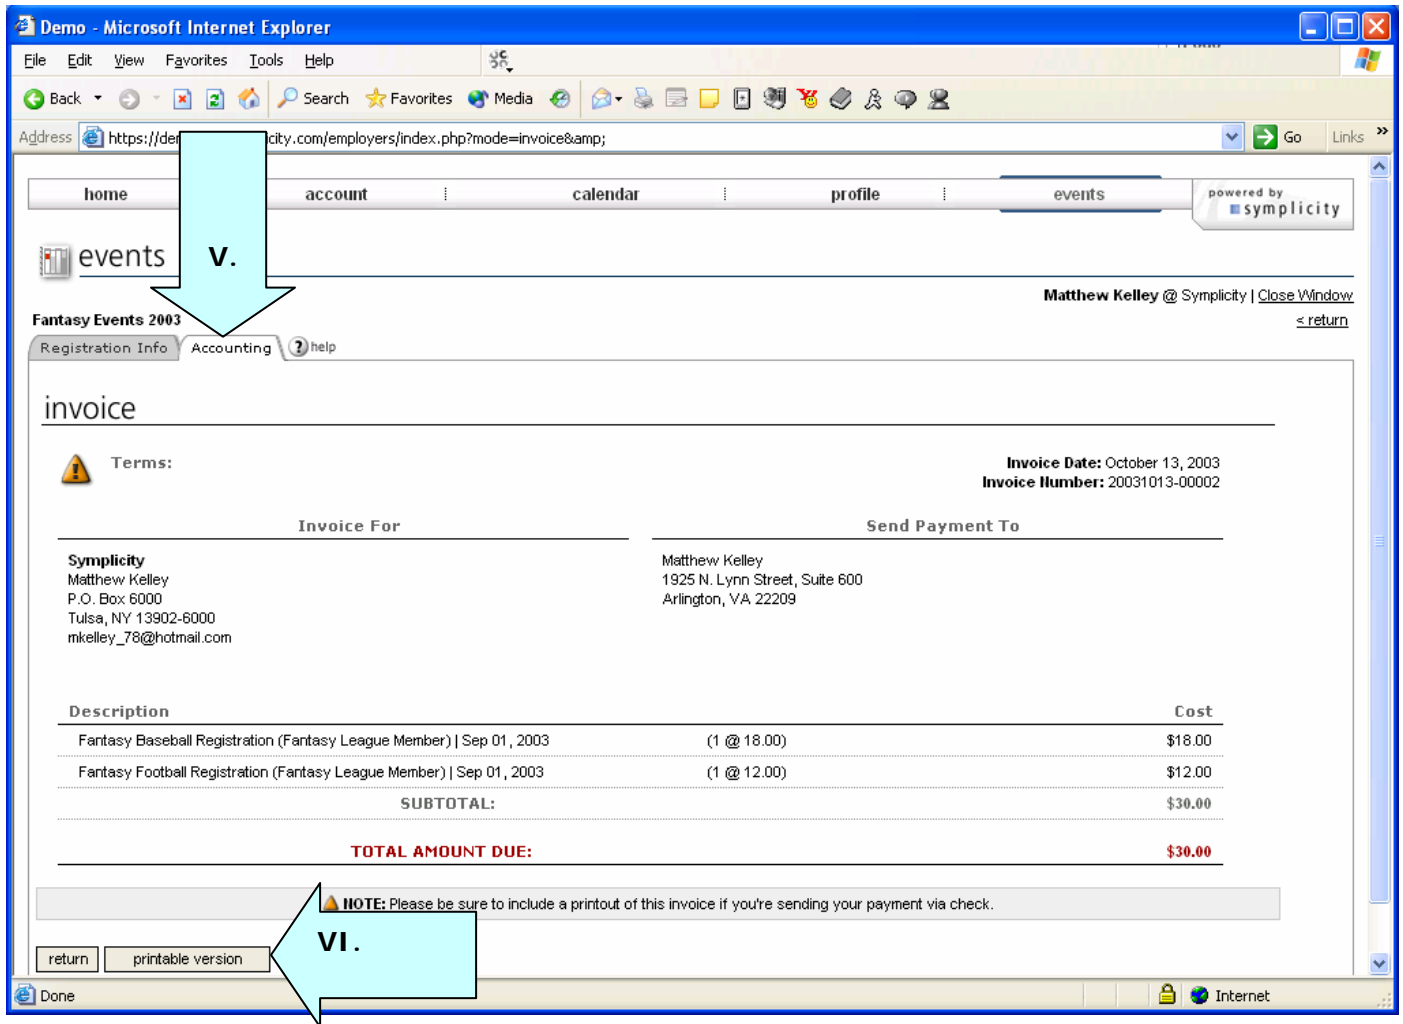 Demo - Microsoft Internet Explorer
File Edit View Favorites Tools Help
Back Search Favorites Media
Address https://de icity.com/employers/index.php?mode=invoice&amp; Go Links »
home account calendar profile events powered by
symplicity
events
V.
Matthew Kelley @ Symplicity | Close Window
Fantasy Events 2003
< return
Registration Info Accounting ? help
invoice
Terms:
Invoice Date: October 13, 2003
Invoice Number: 20031013-00002
Invoice For
Send Payment To
Symplicity
Matthew Kelley
P.O. Box 6000
Tulsa, NY 13902-6000
mkelley_78@hotmail.com
Matthew Kelley
1925 N. Lynn Street, Suite 600
Arlington, VA 22209
Description Cost
Fantasy Baseball Registration (Fantasy League Member) | Sep 01, 2003 (1 @ 18.00) $18.00
Fantasy Football Registration (Fantasy League Member) | Sep 01, 2003 (1 @ 12.00) $12.00
SUBTOTAL: $30.00
TOTAL AMOUNT DUE: $30.00
NOTE: Please be sure to include a printout of this invoice if you're sending your payment via check.
VI.
return printable version
Done Internet